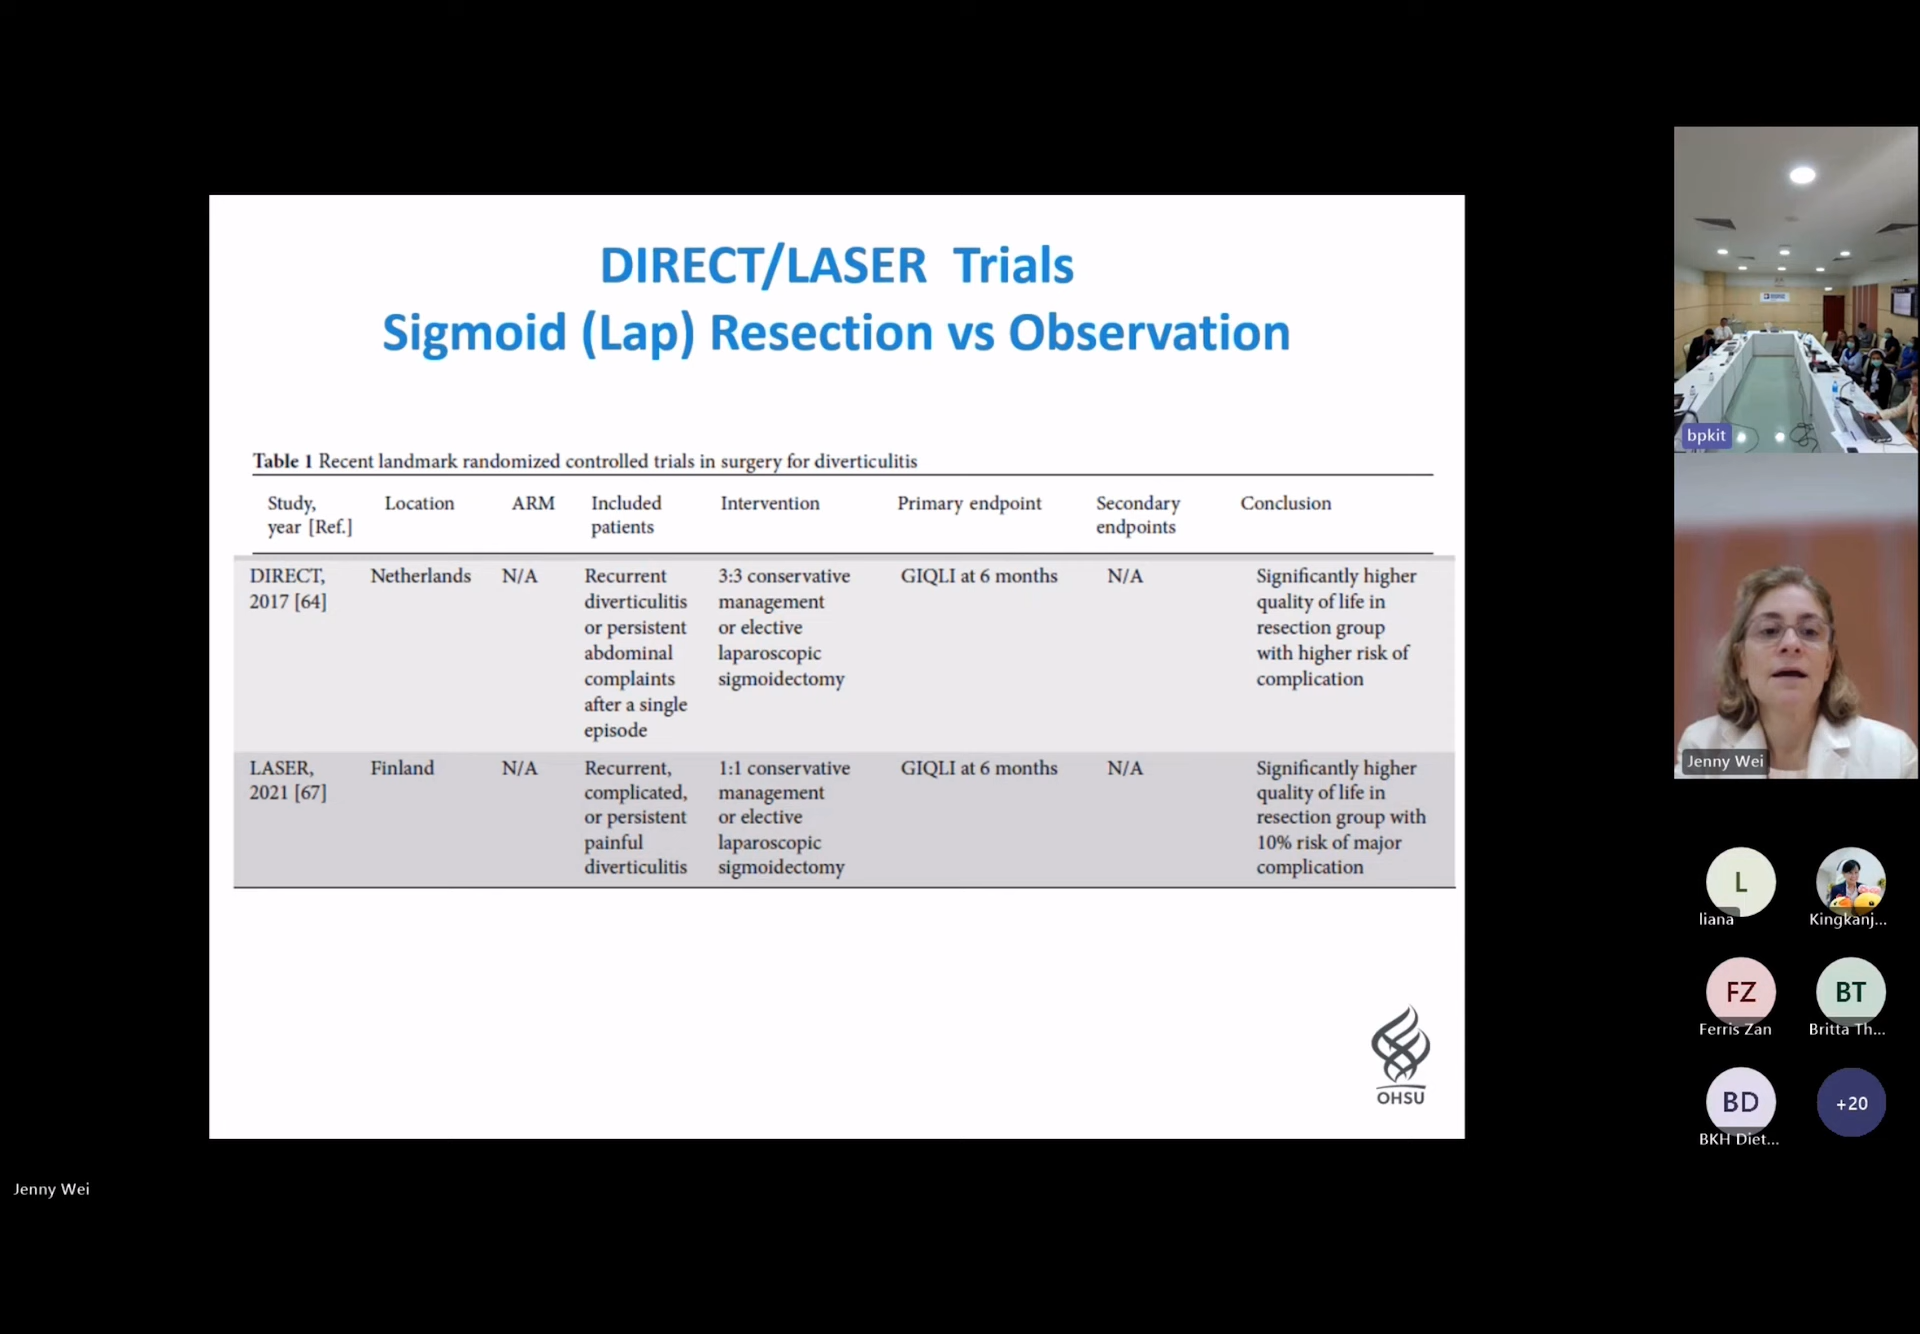 DIRECT/LASER Trials
Sigmoid (Lap) Resection vs Observation
Table 1 Recent landmark randomized controlled trials in surgery for diverticulitis
Study, year [Ref.]
Location
ARM
Included patients
Intervention
Primary endpoint
Secondary endpoints
Conclusion
DIRECT,
2017 [64]
Netherlands
N/A
Recurrent
diverticulitis
or persistent
abdominal
complaints
after a single
episode
3:3 conservative
management
or elective
laparoscopic
sigmoidectomy
GIQLI at 6 months
N/A
Significantly higher
quality of life in
resection group
with higher risk of
complication
LASER,
2021 [67]
Finland
N/A
Recurrent,
complicated,
or persistent
painful
diverticulitis
1:1 conservative
management
or elective
laparoscopic
sigmoidectomy
GIQLI at 6 months
N/A
Significantly higher
quality of life in
resection group with
10% risk of major
complication
OHSU
Jenny Wei
bpkit
Jenny Wei
L
liana
Kingkanj...
FZ
Ferris Zan
BT
Britta Th...
BD
BKH Diet...
+20